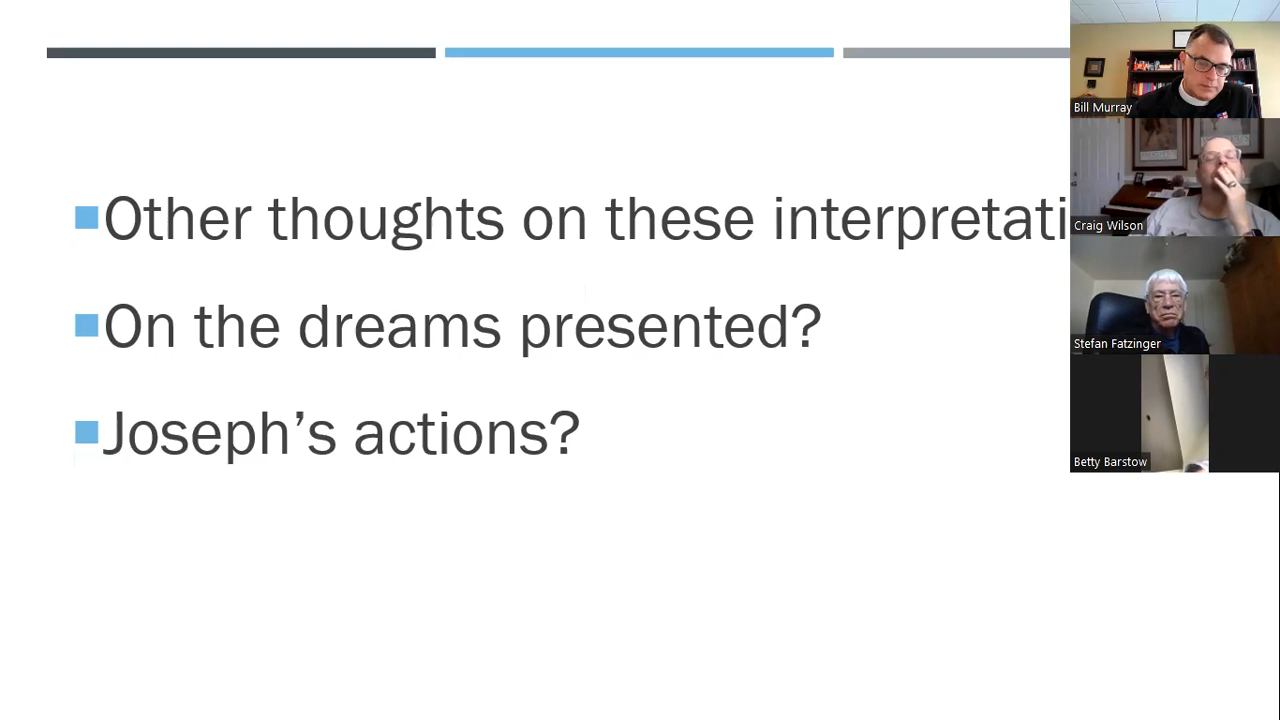 Other thoughts on these interpretati
On the dreams presented?
Joseph’s actions?
Bill Murray
Craig Wilson
Stefan Fatzinger
Betty Barstow